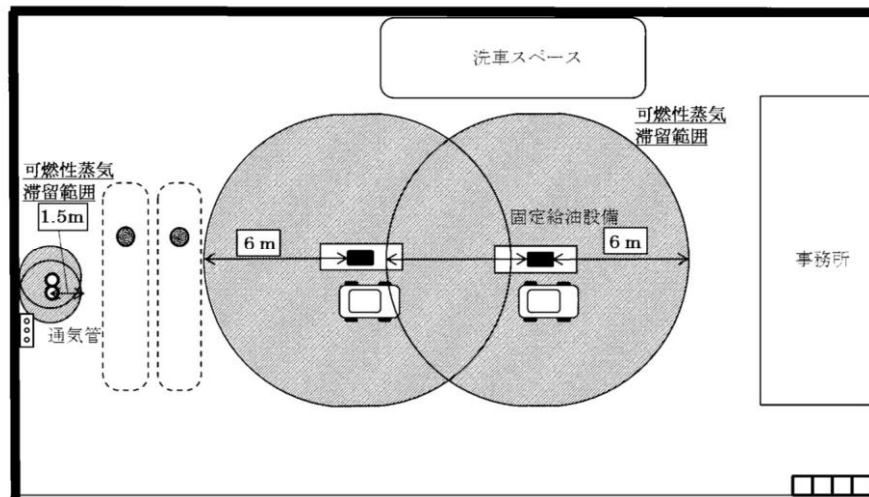 洗車スペース
可燃性蒸気
滞留範囲
可燃性蒸気
滞留範囲
1.5m
固定給油設備
6 m
6 m
事務所
通気管